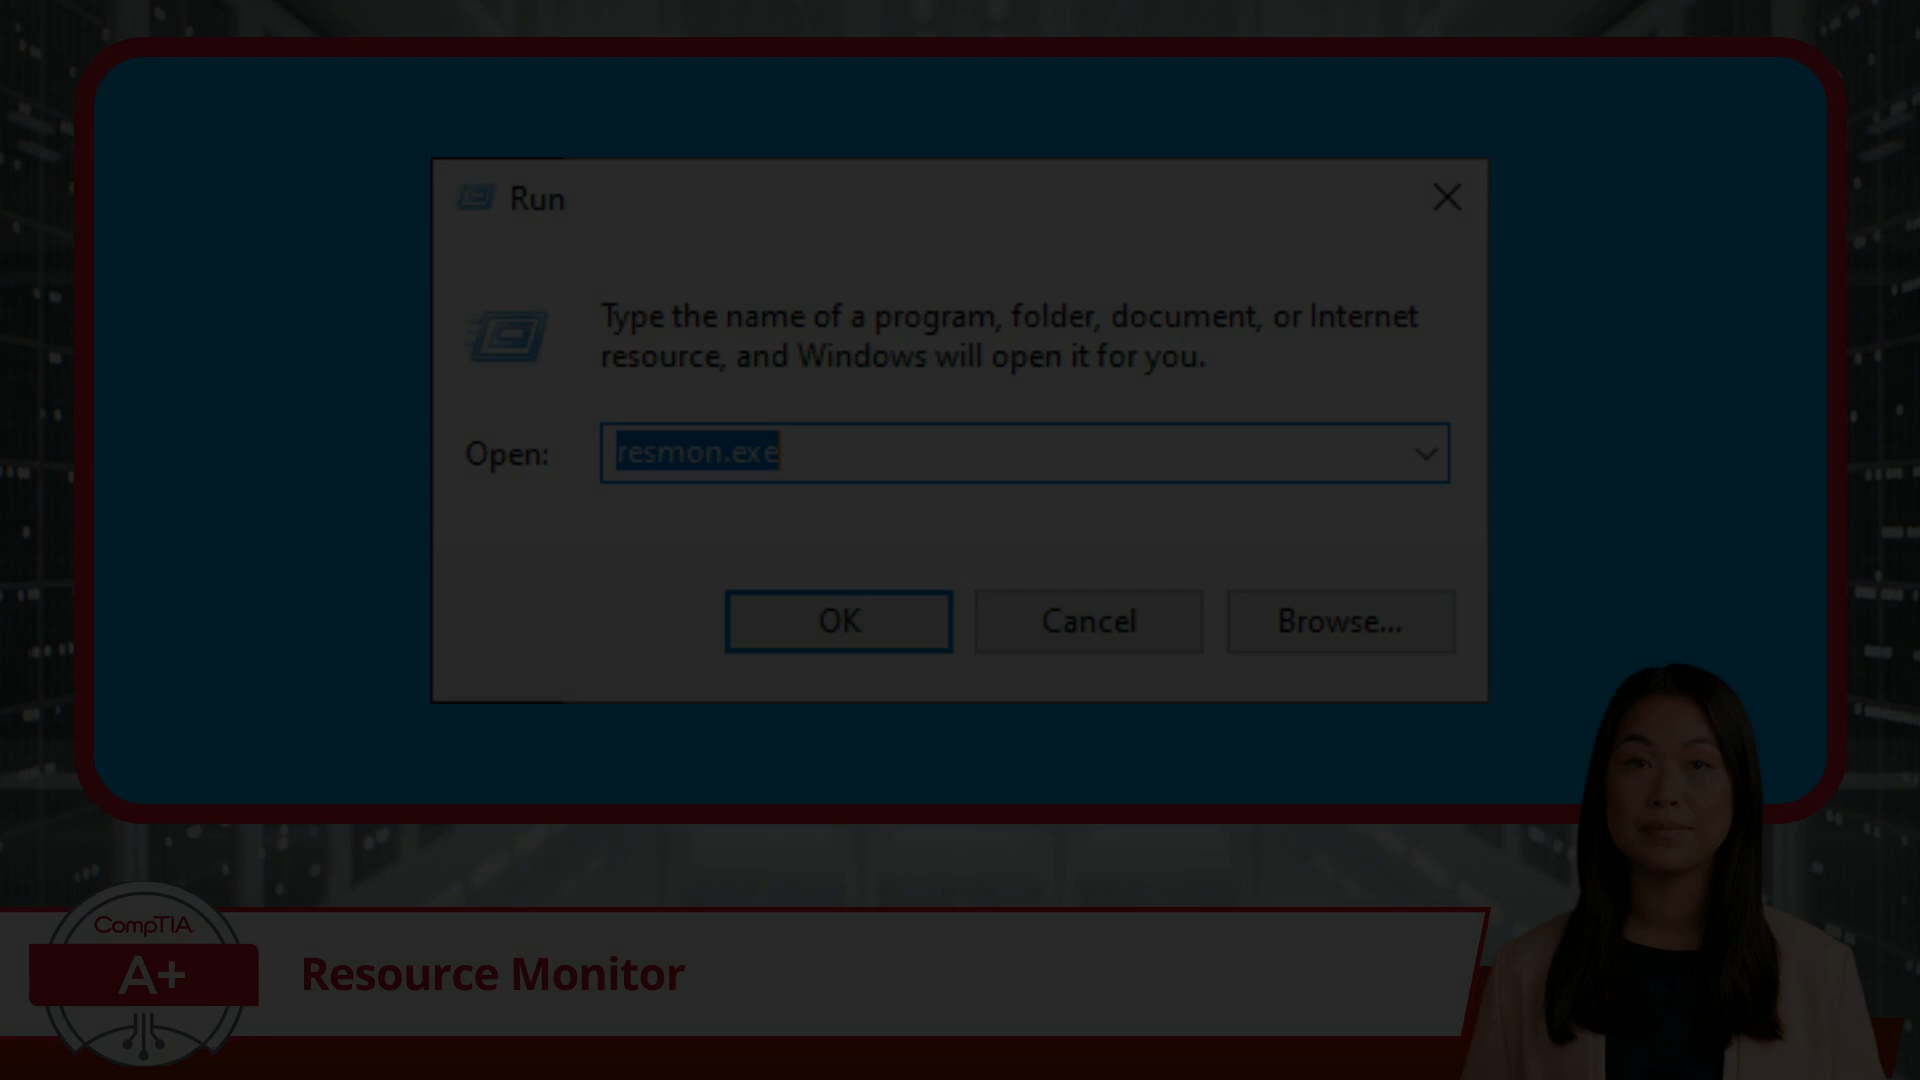 Run
Type the name of a program, folder, document, or Internet
resource, and Windows will open it for you.
Open:
resmon.exe
OK
Cancel
Browse...
CompTIA.
A+
Resource Monitor